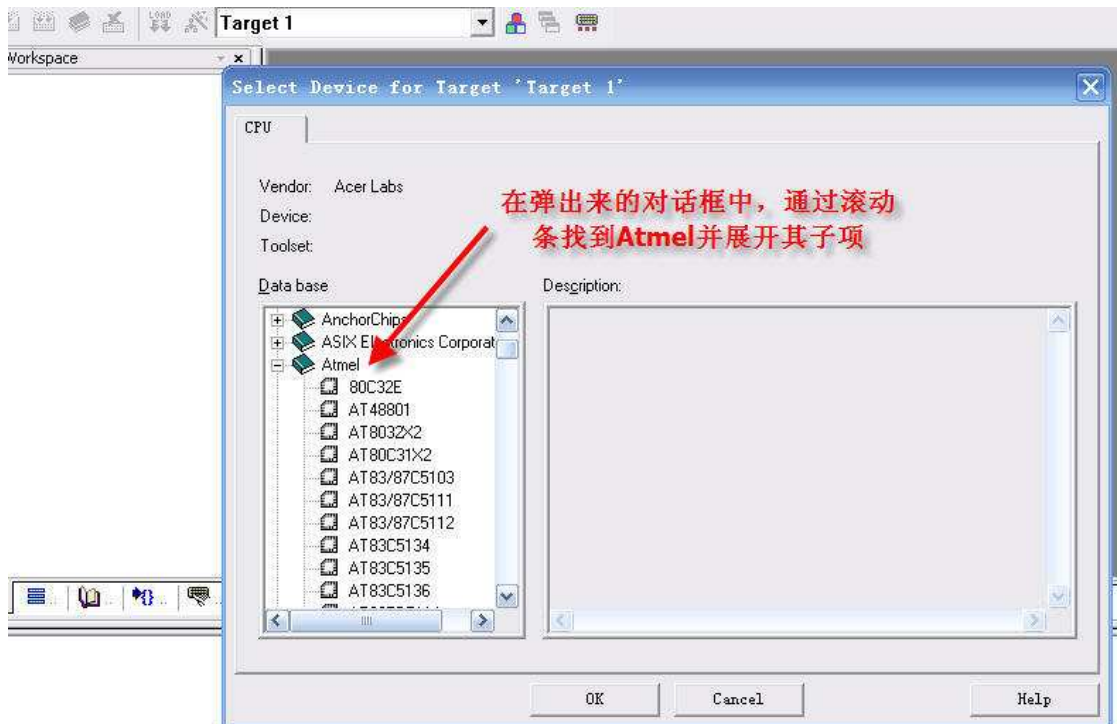 LOAD
Target 1
Workspace
Select Device for Target 'Target 1'
CPU
Vendor: Acer Labs
Device:
Toolset:
在弹出来的对话框中，通过滚动
条找到Atmel并展开其子项
Data base
Description:
AnchorChips
ASIX Electronics Corporat
Atmel
80C32E
AT48801
AT8032X2
AT80C31X2
AT83/87C5103
AT83/87C5111
AT83/87C5112
AT83C5134
AT83C5135
AT83C5136
OK
Cancel
Help